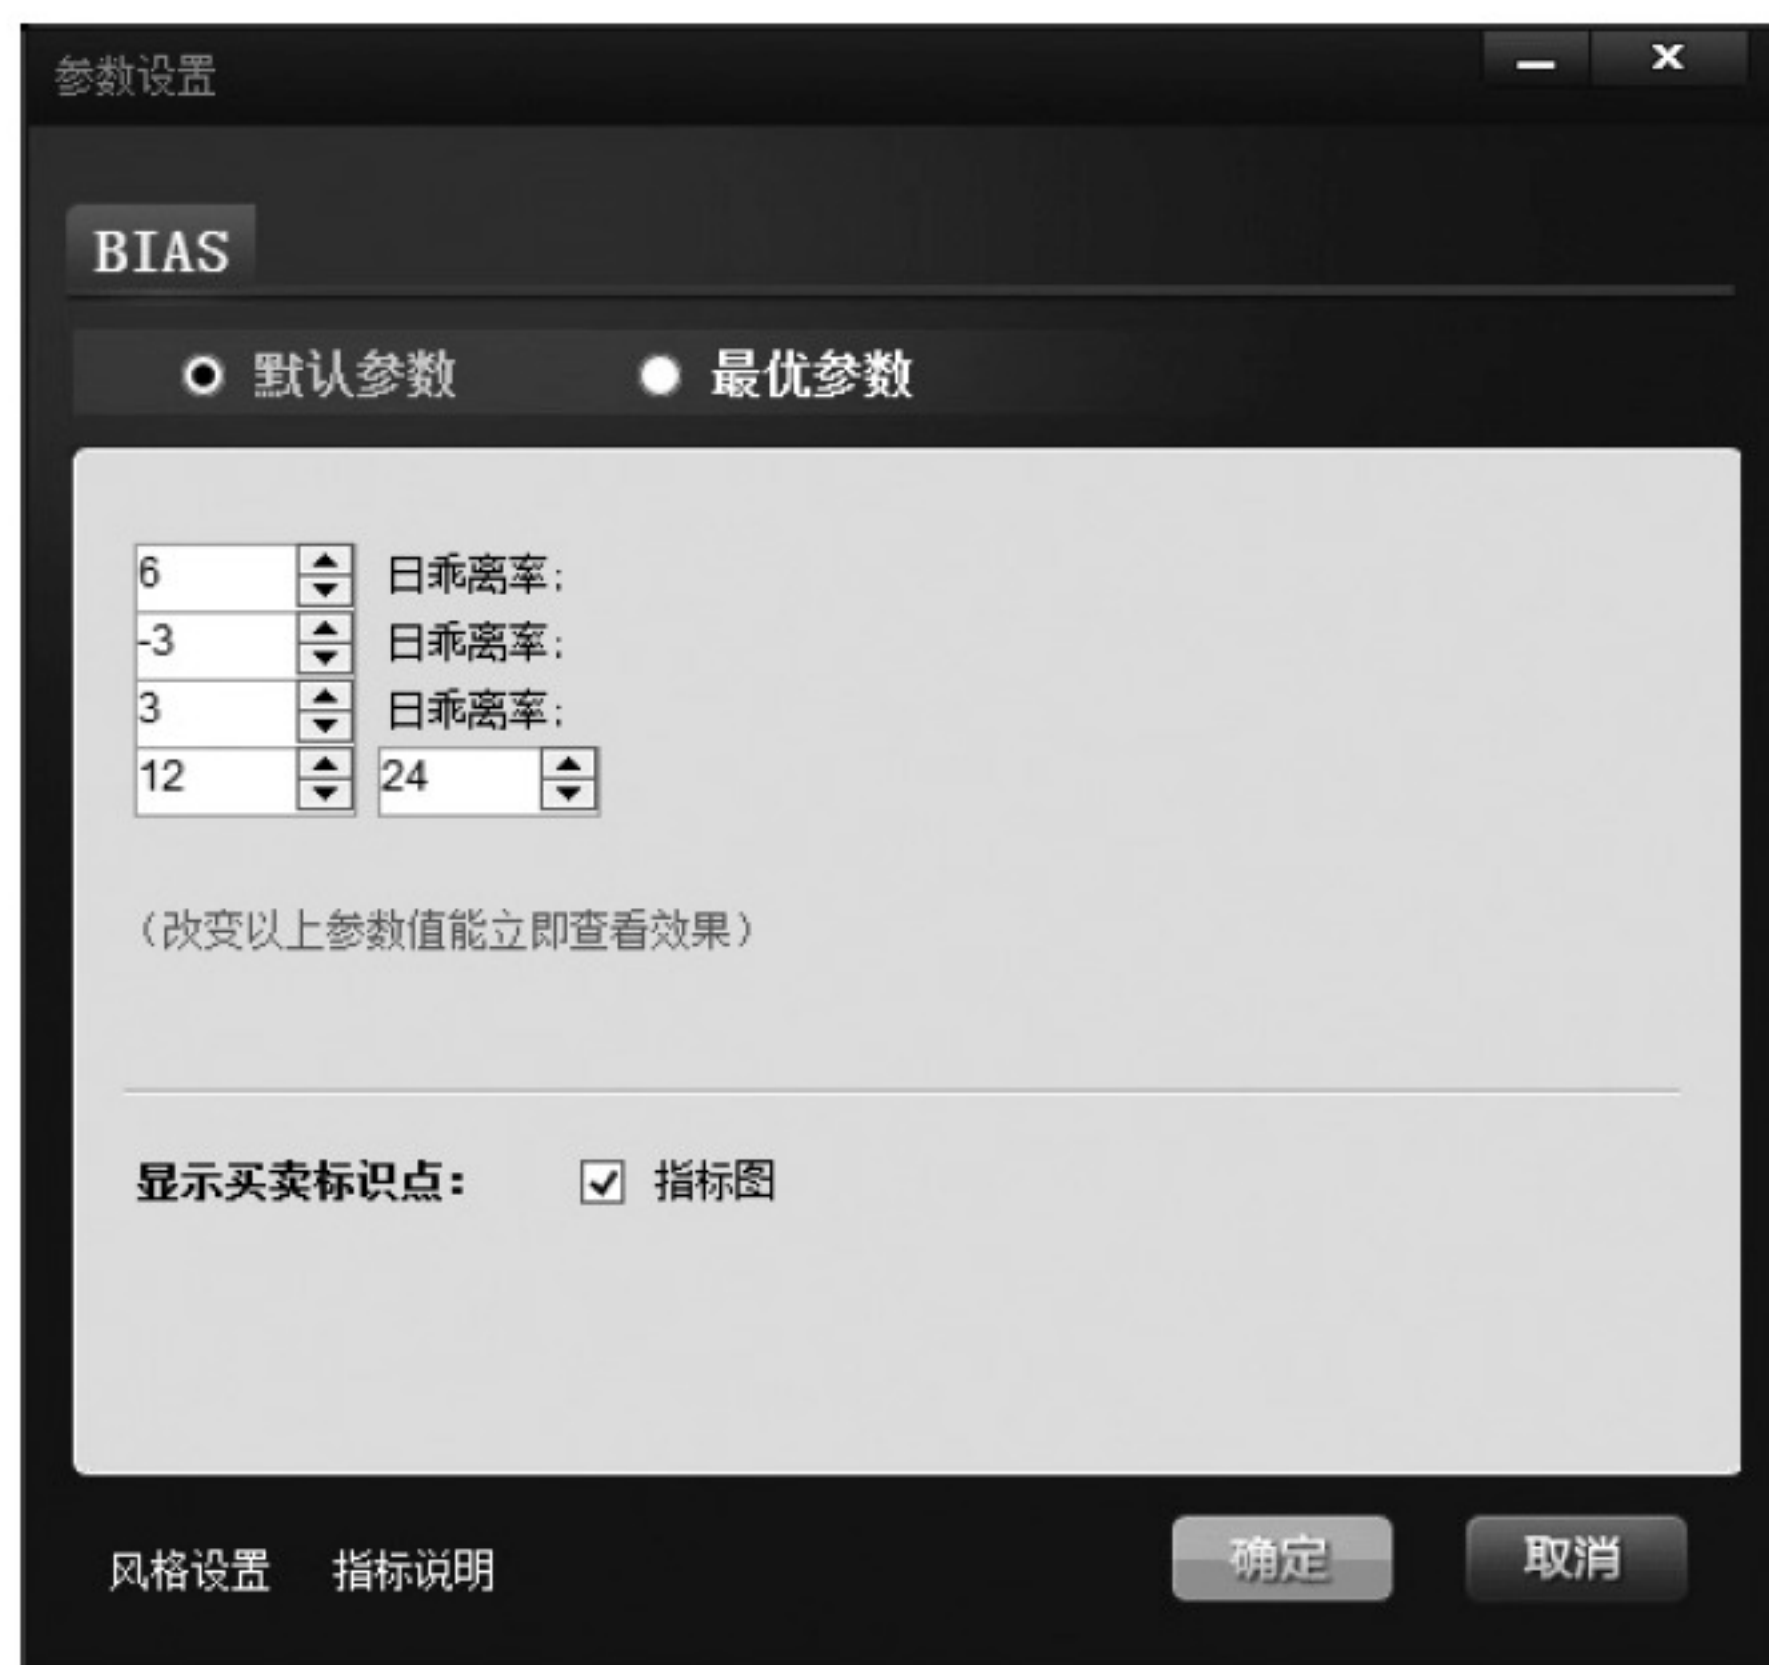 参数设置
BIAS
默认参数 最优参数
6 日乖离率:
-3 日乖离率:
3 日乖离率:
12 24
(改变以上参数值能立即查看效果)
显示买卖标识点: 指标图
风格设置 指标说明 确定 取消